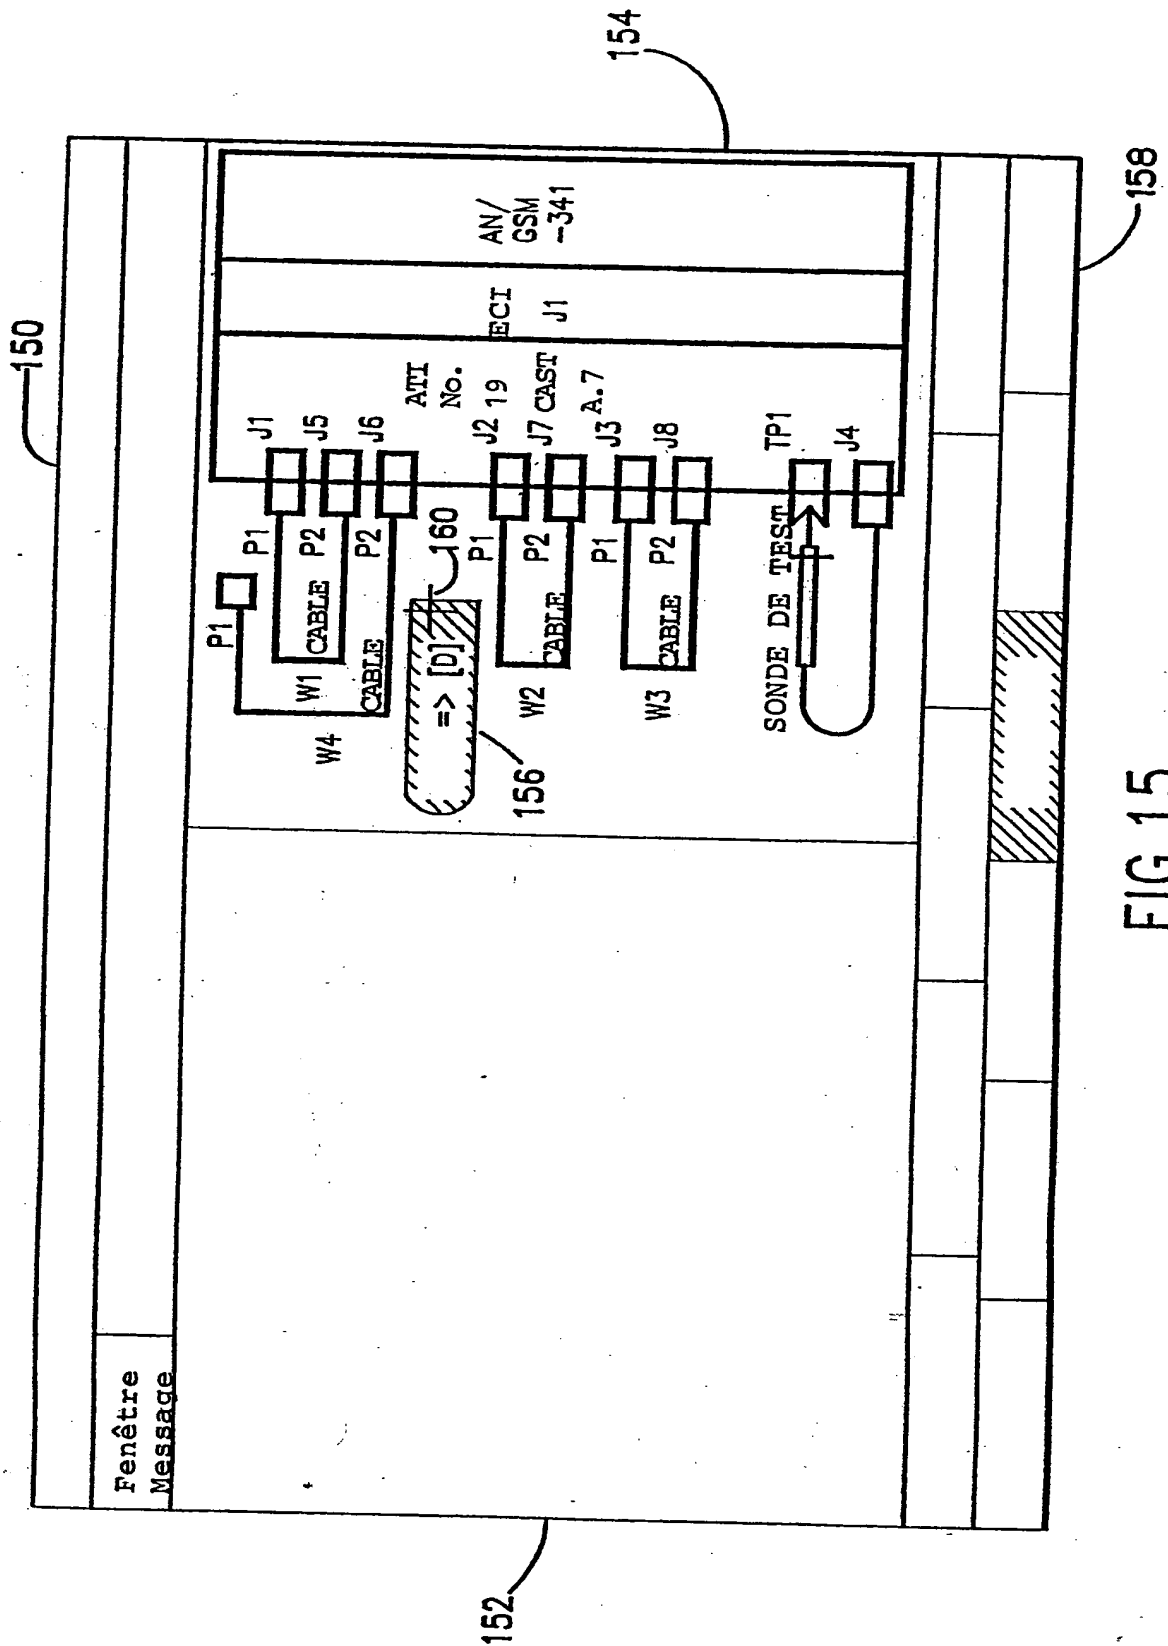 150
Fenêtre
Message
152
154
P1
W4
CABLE
P2
J6
W1
CABLE
P1
J1
P2
J5
ATI
No.
19
CAST
A.7
ECI
J1
AN/
GSM
-341
=> [D]
160
156
P1
J2
W2
CABLE
P2
J7
P1
J3
W3
CABLE
P2
J8
SONDE DE TEST
TP1
J4
158
FIG 15